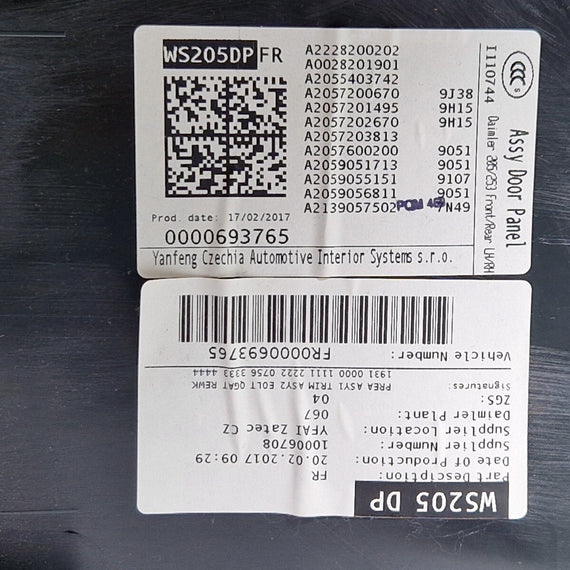 WS205DP FR
A2228200202
A0028201901
A2055403742
A2057200670 9J38
A2057201495 9H15
A2057202670 9H15
A2057203813
A2057600200 9051
A2059051713 9051
A2059055151 9107
A2059056811 9051
A2139057502 7N49
Prod. date: 17/02/2017
0000693765
Yanfeng Czechia Automotive Interior Systems s.r.o.
CCC S
I110744
Assy Door Panel
Daimler 205/253 Front/Rear LH/RH
WS205 DP
Part Description: FR
Date Of Production: 20.02.2017 09:29
Supplier Number: 10006708
Supplier Location: YFAI Zatec CZ
Daimler Plant: 067
ZGS: 04
Signatures: PREA ASY1 TRIM ASY2 EOLT QGAT REWK
1931 0000 1111 2222 0756 3333 4444
Vehicle Number: FR0000693765